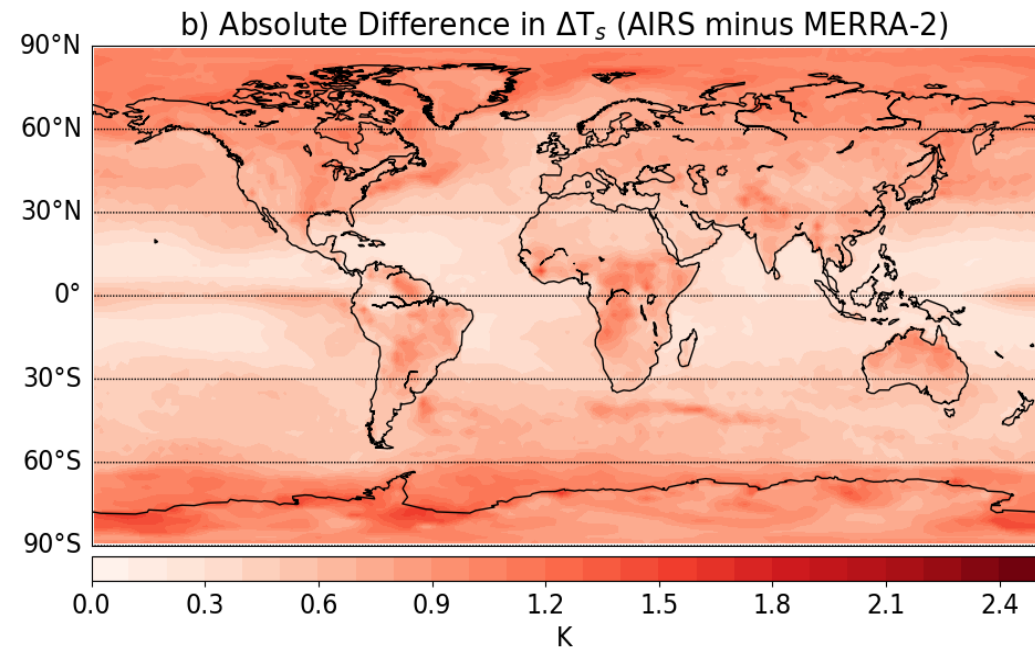 b) Absolute Difference in ΔTₛ (AIRS minus MERRA-2)
90°N
60°N
30°N
0°
30°S
60°S
90°S
0.0 0.3 0.6 0.9 1.2 1.5 1.8 2.1 2.4
K